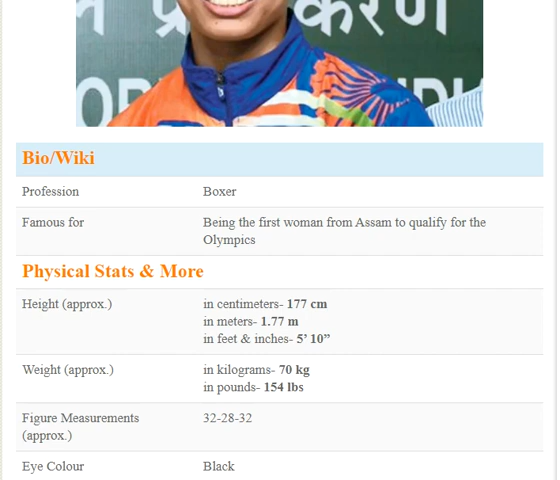 करण
Bio/Wiki
Profession Boxer
Famous for Being the first woman from Assam to qualify for the
Olympics
Physical Stats & More
Height (approx.) in centimeters- 177 cm
in meters- 1.77 m
in feet & inches- 5’ 10”
Weight (approx.) in kilograms- 70 kg
in pounds- 154 lbs
Figure Measurements 32-28-32
(approx.)
Eye Colour Black